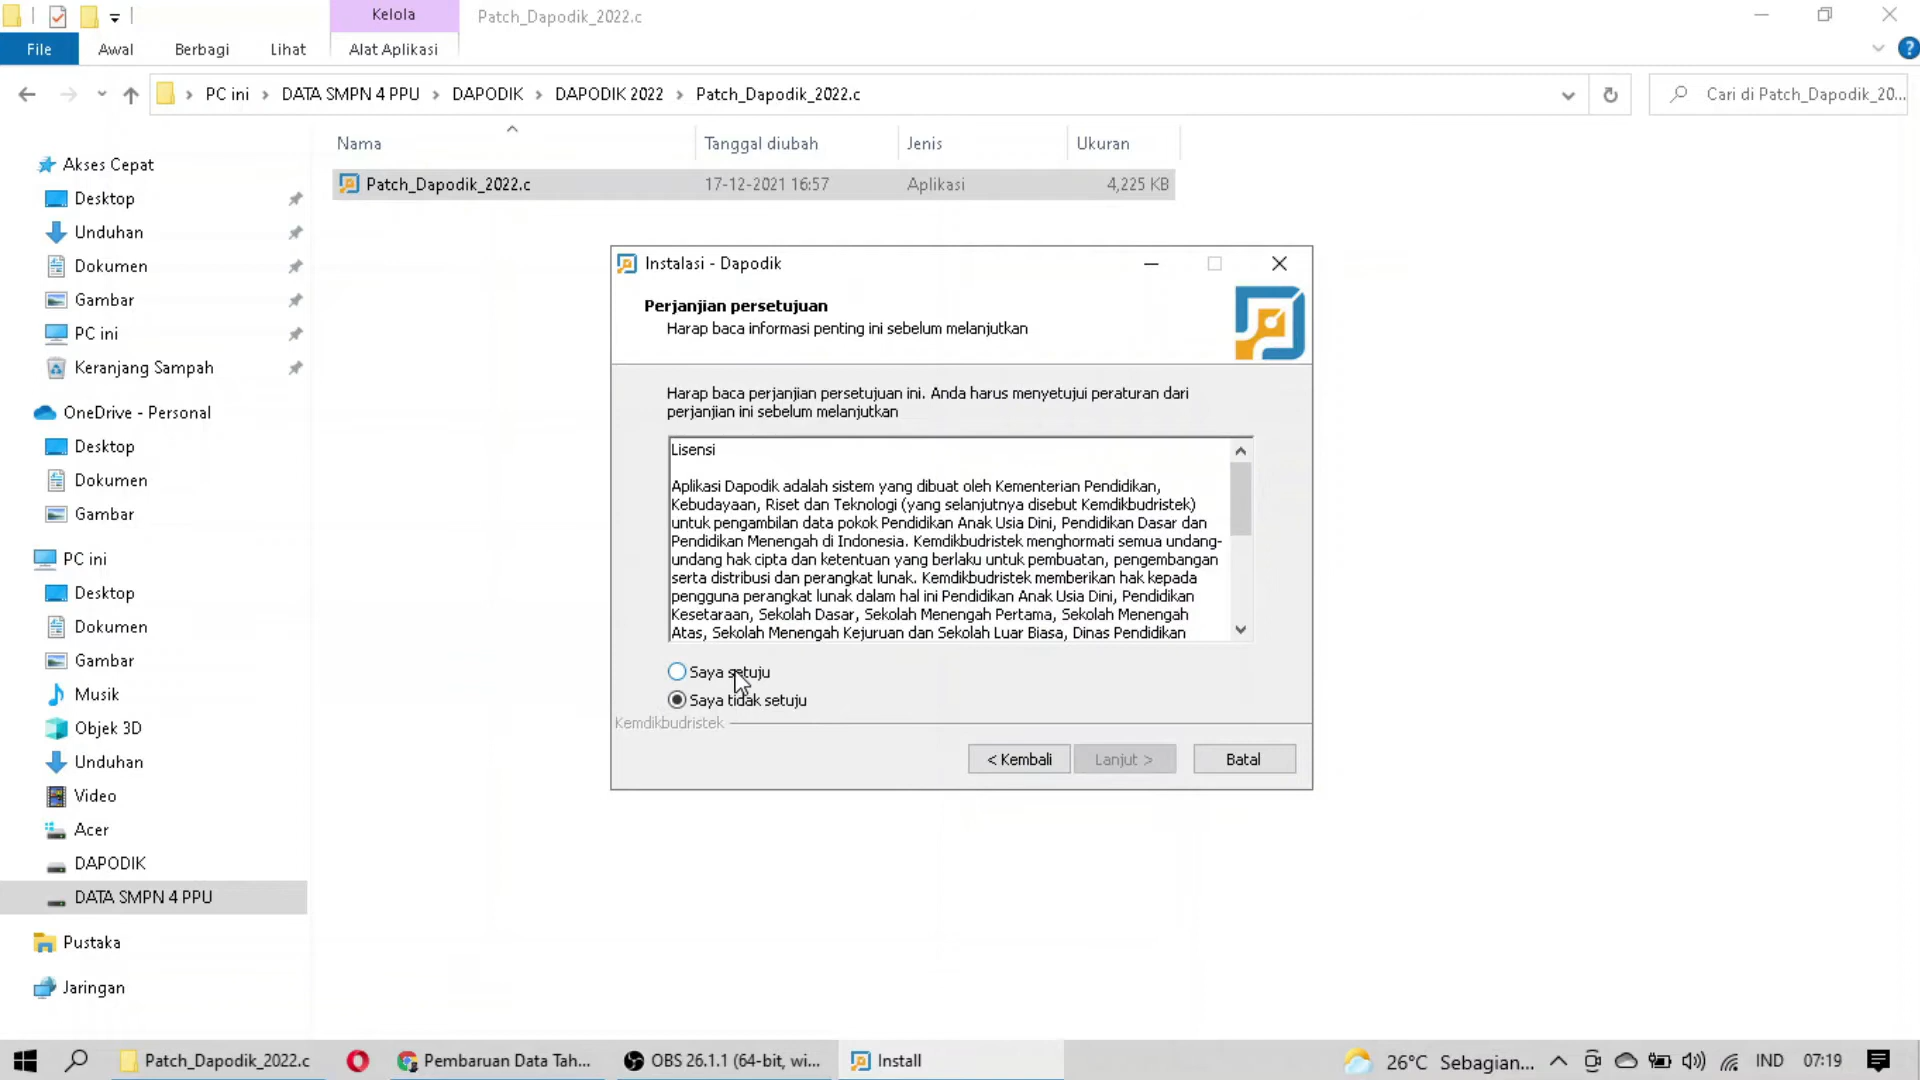 Kelola
Patch_Dapodik_2022.c
File
Awal
Berbagi
Lihat
Alat Aplikasi
PC ini
DATA SMPN 4 PPU
DAPODIK
DAPODIK 2022
Patch_Dapodik_2022.c
Cari di Patch_Dapodik_20...
Nama
Tanggal diubah
Jenis
Ukuran
Patch_Dapodik_2022.c
17-12-2021 16:57
Aplikasi
4,225 KB
Akses Cepat
Desktop
Unduhan
Dokumen
Gambar
PC ini
Keranjang Sampah
OneDrive - Personal
Desktop
Dokumen
Gambar
PC ini
Desktop
Dokumen
Gambar
Musik
Objek 3D
Unduhan
Video
Acer
DAPODIK
DATA SMPN 4 PPU
Pustaka
Jaringan
Instalasi - Dapodik
Perjanjian persetujuan
Harap baca informasi penting ini sebelum melanjutkan
Harap baca perjanjian persetujuan ini. Anda harus menyetujui peraturan dari
perjanjian ini sebelum melanjutkan
Lisensi
Aplikasi Dapodik adalah sistem yang dibuat oleh Kementerian Pendidikan,
Kebudayaan, Riset dan Teknologi (yang selanjutnya disebut Kemdikbudristek)
untuk pengambilan data pokok Pendidikan Anak Usia Dini, Pendidikan Dasar dan
Pendidikan Menengah di Indonesia. Kemdikbudristek menghormati semua undang-
undang hak cipta dan ketentuan yang berlaku untuk pembuatan, pengembangan
serta distribusi dan perangkat lunak. Kemdikbudristek memberikan hak kepada
pengguna perangkat lunak dalam hal ini Pendidikan Anak Usia Dini, Pendidikan
Kesetaraan, Sekolah Dasar, Sekolah Menengah Pertama, Sekolah Menengah
Atas, Sekolah Menengah Kejuruan dan Sekolah Luar Biasa, Dinas Pendidikan
Saya setuju
Saya tidak setuju
Kemdikbudristek
< Kembali
Lanjut >
Batal
Patch_Dapodik_2022.c
Pembaruan Data Tah...
OBS 26.1.1 (64-bit, wi...
Install
26°C Sebagian...
IND
07:19